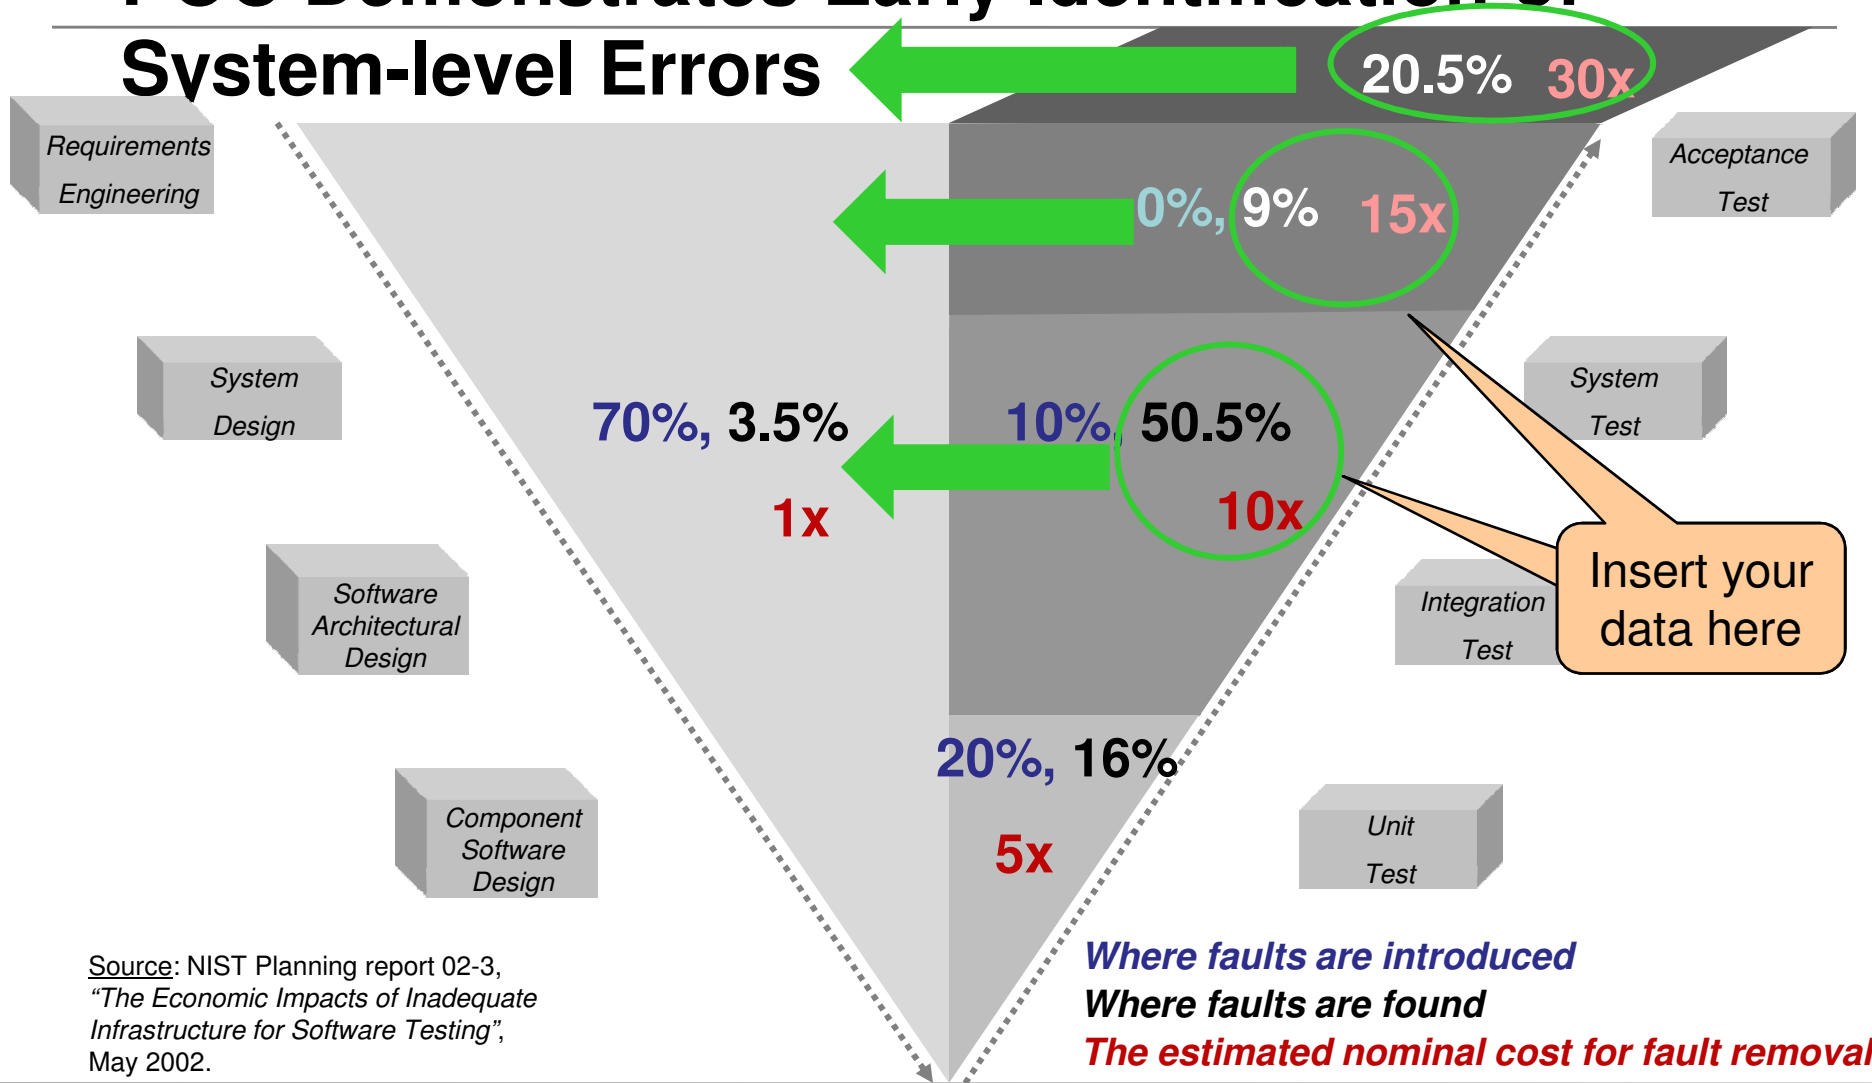 System-level Errors
20.5% 30x
Requirements
Engineering
Acceptance
Test
0%, 9% 15x
System
Design
System
Test
70%, 3.5%
10%, 50.5%
1x
10x
Software
Architectural
Design
Integration
Test
Insert your
data here
20%, 16%
5x
Component
Software
Design
Unit
Test
Source: NIST Planning report 02-3,
“The Economic Impacts of Inadequate
Infrastructure for Software Testing”,
May 2002.
Where faults are introduced
Where faults are found
The estimated nominal cost for fault removal